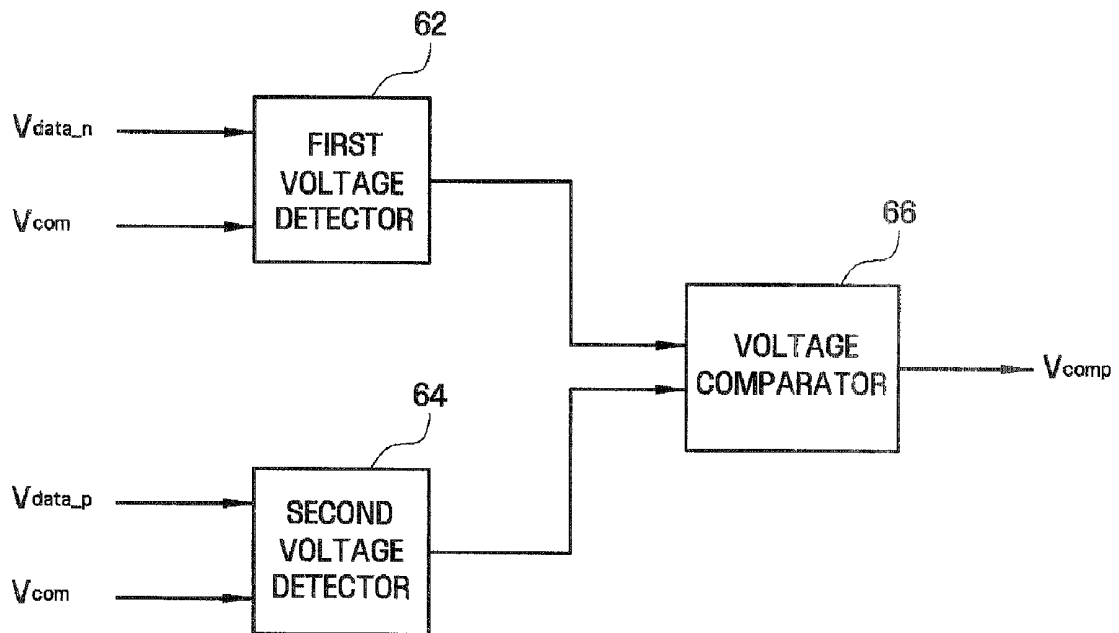 62
Vdata_n
Vcom
FIRST
VOLTAGE
DETECTOR
66
VOLTAGE
COMPARATOR
Vcomp
64
Vdata_p
Vcom
SECOND
VOLTAGE
DETECTOR